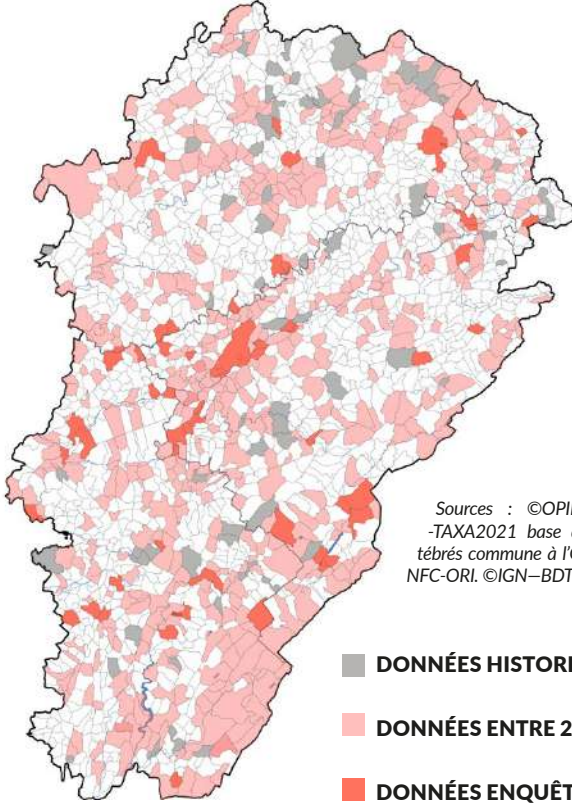 Sources : ©OPI
-TAXA2021 base
tébrés commune à l'
NFC-ORI. ©IGN—BDT
DONNÉES HISTORI
DONNÉES ENTRE 2
DONNÉES ENQUÊT